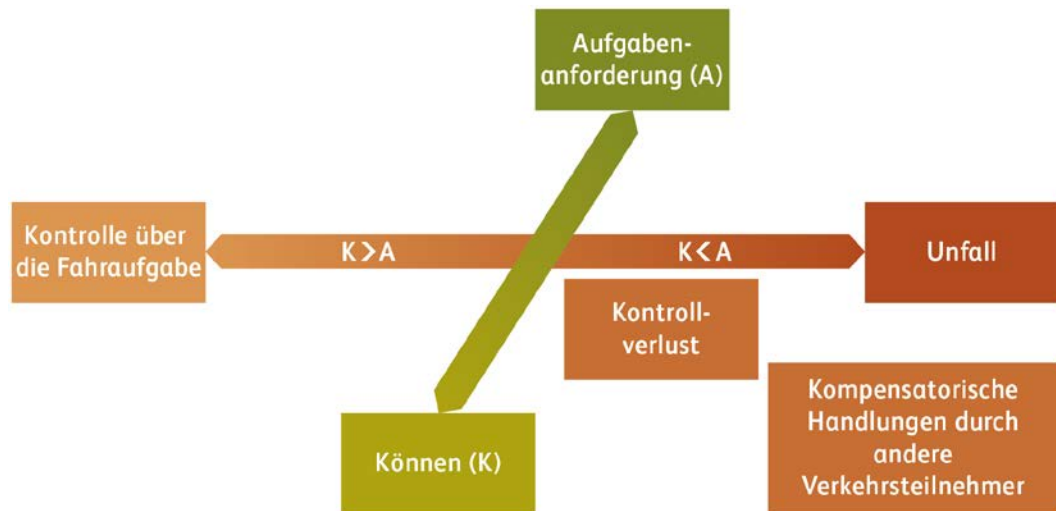 Aufgaben-
anforderung (A)
Kontrolle über
die Fahraufgabe
K>A
K<A
Unfall
Kontroll-
verlust
Kompensatorische
Handlungen durch
andere
Verkehrsteilnehmer
Können (K)